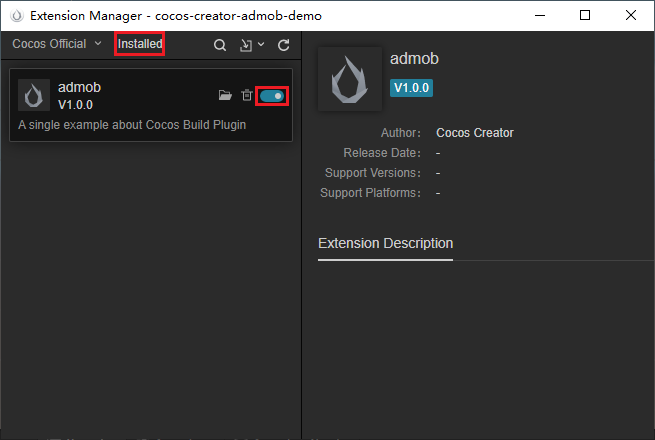 Extension Manager - cocos-creator-admob-demo
Cocos Official
Installed
admob
V1.0.0
A single example about Cocos Build Plugin
admob
V1.0.0
Author: Cocos Creator
Release Date: -
Support Versions: -
Support Platforms: -
Extension Description